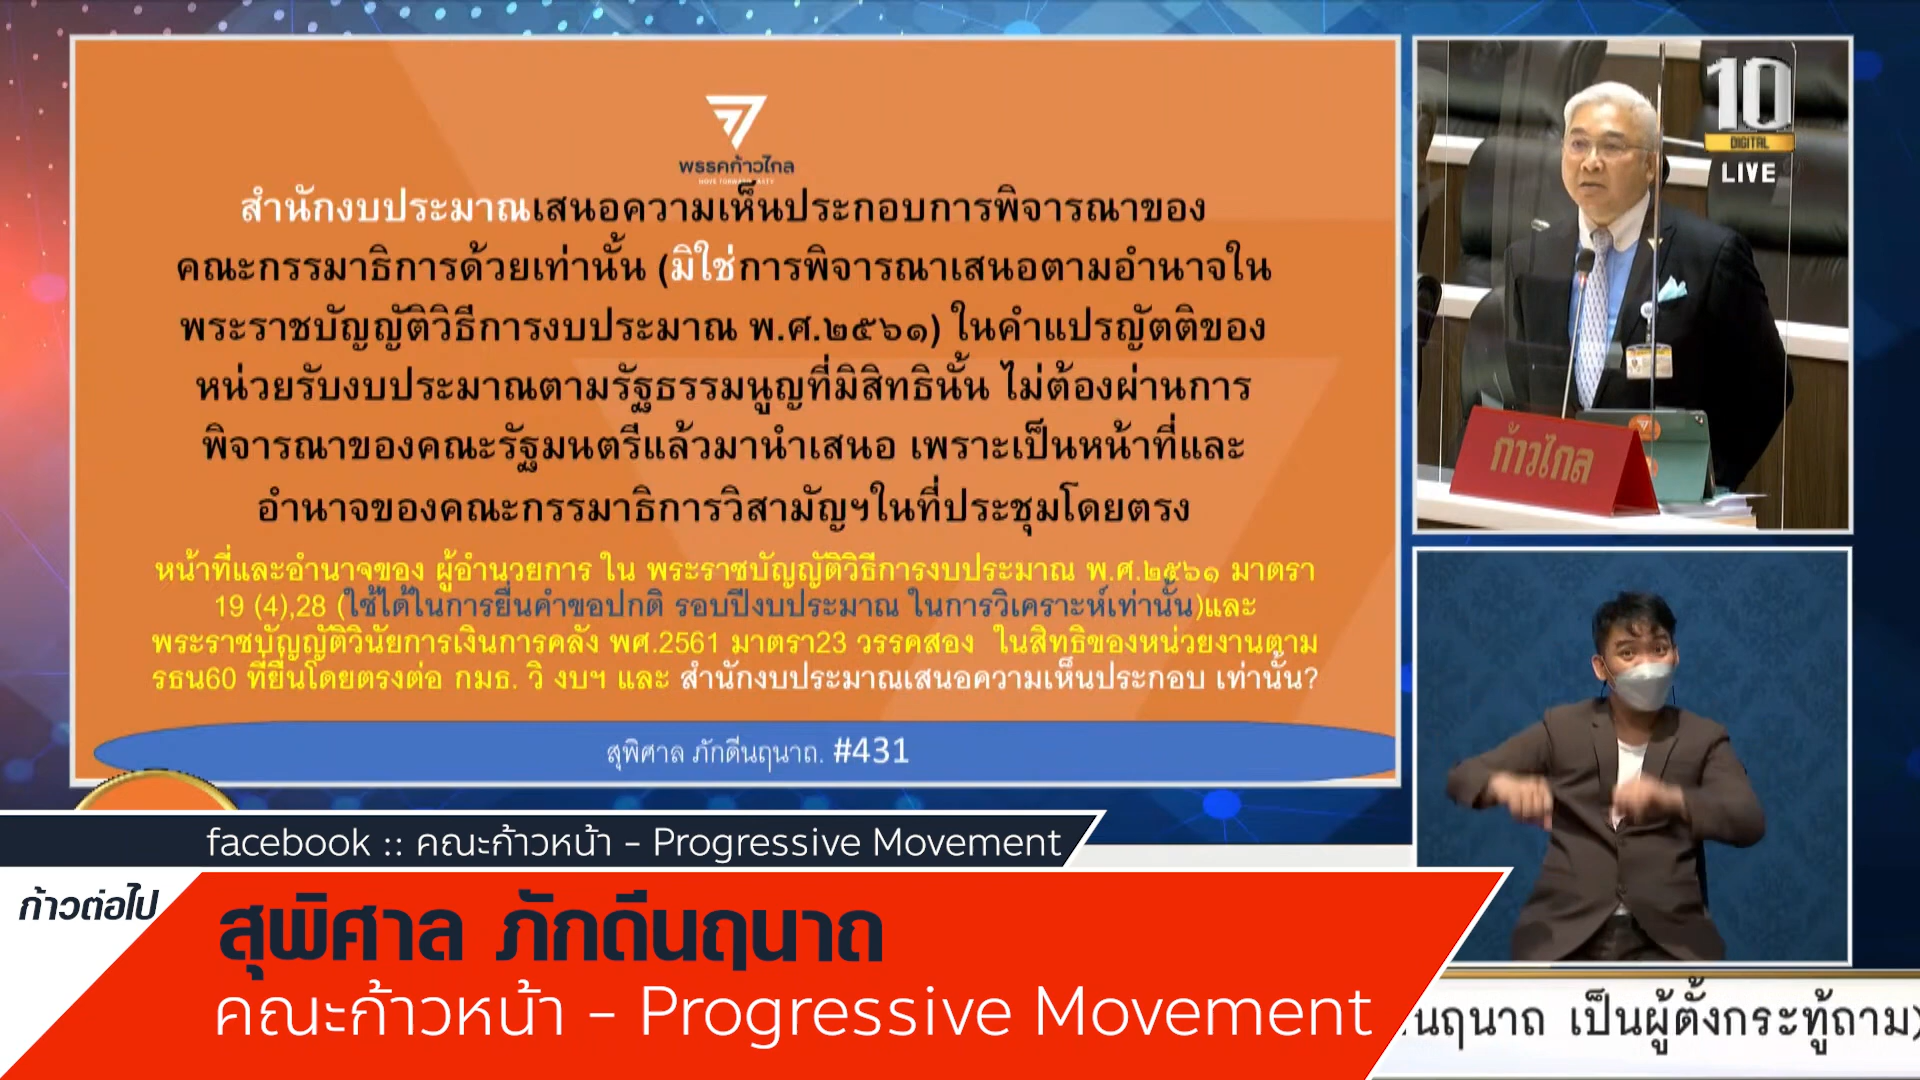 พรรคก้าวไกล
MOVE FORWARD PARTY
สำนักงบประมาณเสนอความเห็นประกอบการพิจารณาของ
คณะกรรมาธิการด้วยเท่านั้น (มิใช่การพิจารณาเสนอตามอำนาจใน
พระราชบัญญัติวิธีการงบประมาณ พ.ศ.๒๕๖๑) ในคำแปรญัตติของ
หน่วยรับงบประมาณตามรัฐธรรมนูญที่มิสิทธินั้น ไม่ต้องผ่านการ
พิจารณาของคณะรัฐมนตรีแล้วมานำเสนอ เพราะเป็นหน้าที่และ
อำนาจของคณะกรรมาธิการวิสามัญฯในที่ประชุมโดยตรง
หน้าที่และอำนาจของ ผู้อำนวยการ ใน พระราชบัญญัติวิธีการงบประมาณ พ.ศ.๒๕๖๑ มาตรา
19 (4),28 (ใช้ได้ในการยื่นคำขอปกติ รอบปีงบประมาณ ในการวิเคราะห์เท่านั้น)และ
พระราชบัญญัติวินัยการเงินการคลัง พศ.2561 มาตรา23 วรรคสอง ในสิทธิของหน่วยงานตาม
รธน60 ที่ยื่นโดยตรงต่อ กมธ. วิ งบฯ และ สำนักงบประมาณเสนอความเห็นประกอบ เท่านั้น?
สุพิศาล ภักดีนฤนาถ. #431
10
DIGITAL
LIVE
ก้าวไกล
facebook :: คณะก้าวหน้า - Progressive Movement
ก้าวต่อไป
สุพิศาล ภักดีนฤนาถ
คณะก้าวหน้า - Progressive Movement
นฤนาถ เป็นผู้ตั้งกระทู้ถาม)